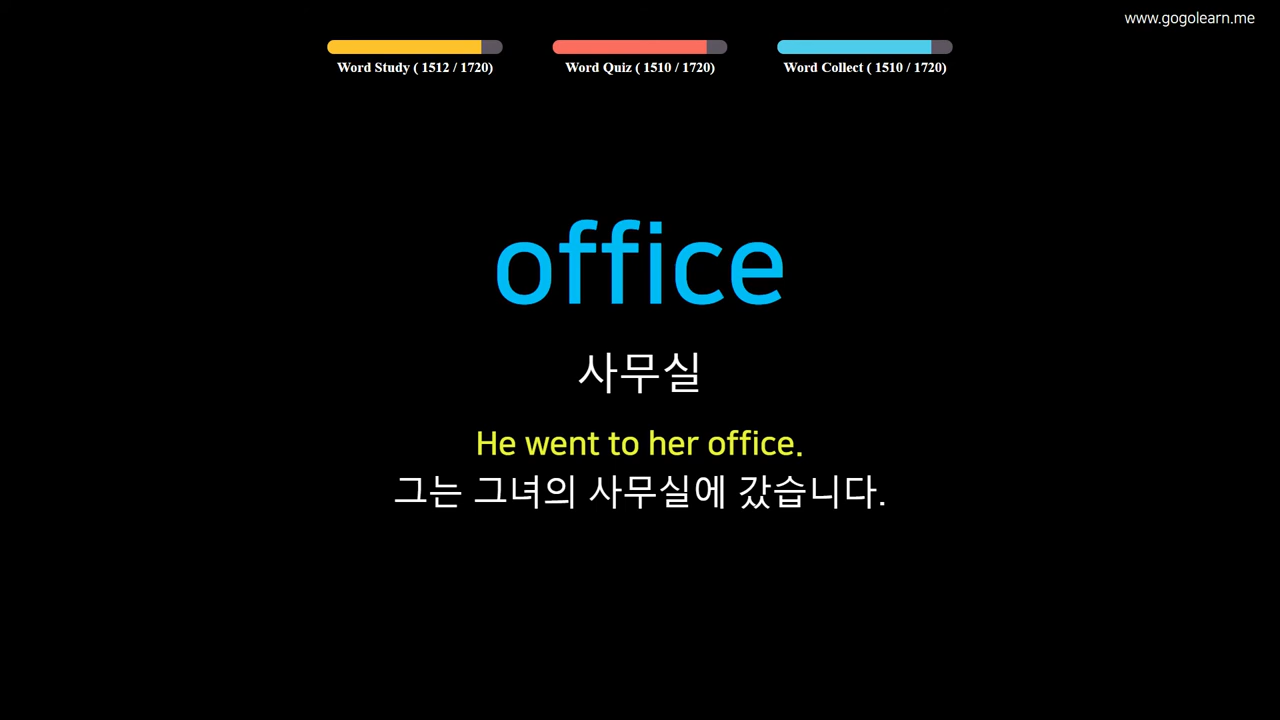 www.gogolearn.me
Word Study ( 1512 / 1720)
Word Quiz ( 1510 / 1720)
Word Collect ( 1510 / 1720)
office
사무실
He went to her office.
그는 그녀의 사무실에 갔습니다.